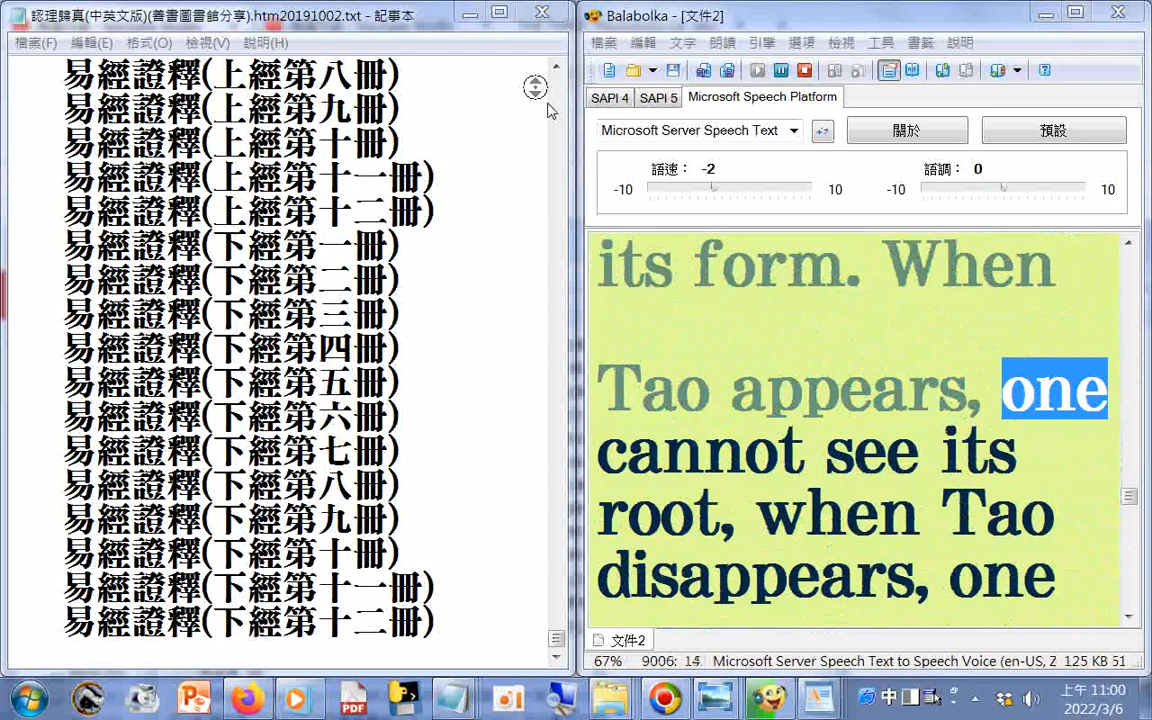 認理歸真(中英文版)(善書圖書館分享).htm20191002.txt - 記事本
檔案(F) 編輯(E) 格式(O) 檢視(V) 說明(H)
易經證釋(上經第八冊)
易經證釋(上經第九冊)
易經證釋(上經第十冊)
易經證釋(上經第十一冊)
易經證釋(上經第十二冊)
易經證釋(下經第一冊)
易經證釋(下經第二冊)
易經證釋(下經第三冊)
易經證釋(下經第四冊)
易經證釋(下經第五冊)
易經證釋(下經第六冊)
易經證釋(下經第七冊)
易經證釋(下經第八冊)
易經證釋(下經第九冊)
易經證釋(下經第十冊)
易經證釋(下經第十一冊)
易經證釋(下經第十二冊)
Balabolka - [文件2]
檔案 編輯 文字 朗讀 引擎 選項 檢視 工具 書籤 說明
SAPI 4 SAPI 5 Microsoft Speech Platform
Microsoft Server Speech Text 關於 預設
語速： -2 語調： 0
-10 10 -10 10
its form. When
Tao appears, one
cannot see its
root, when Tao
disappears, one
文件2
67% 9006: 14 Microsoft Server Speech Text to Speech Voice (en-US, Z 125 KB 51
PDF 中 上午 11:00
2022/3/6